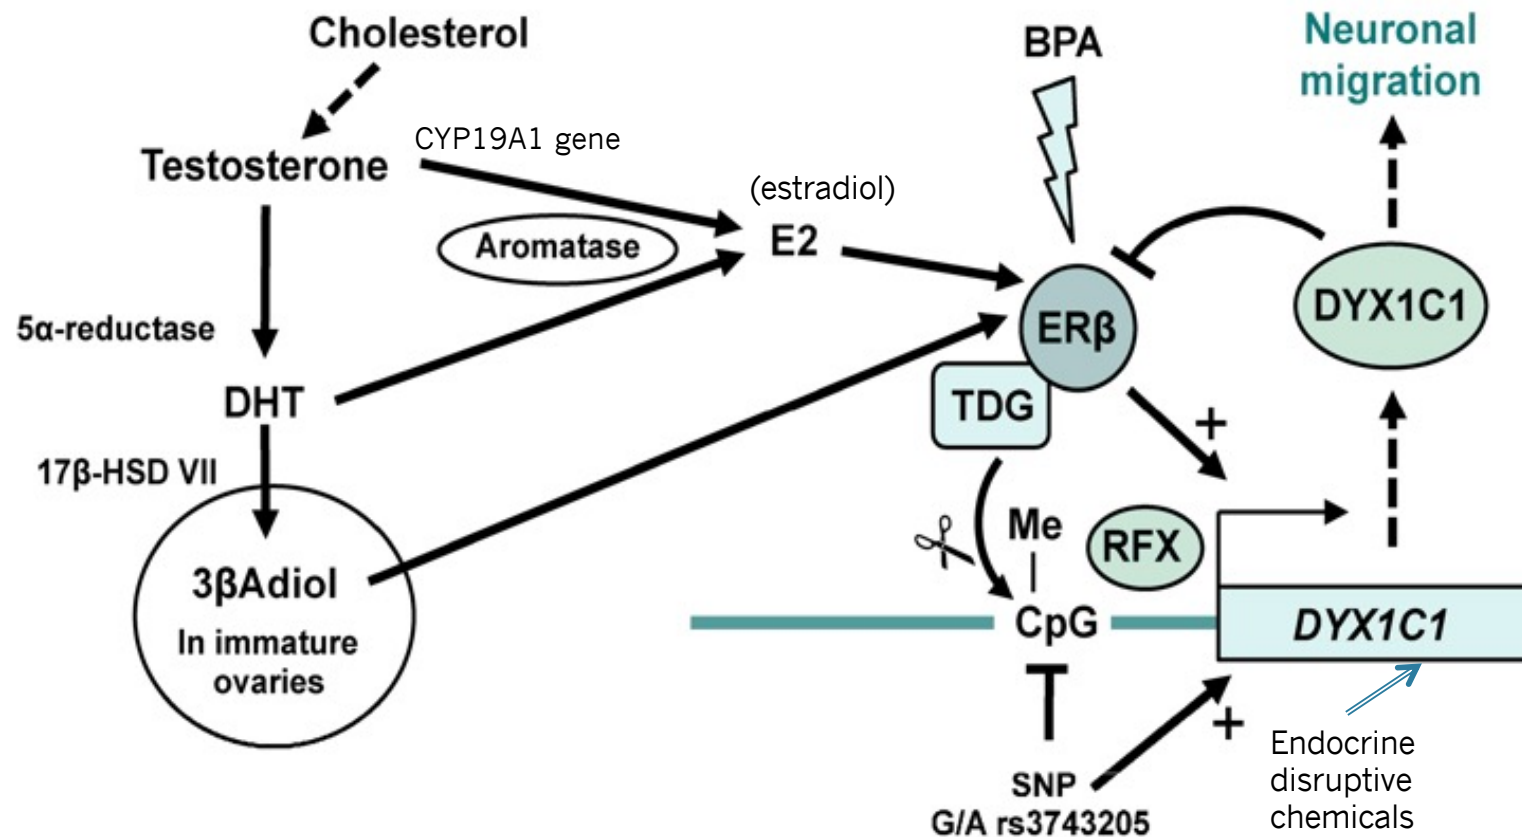 Cholesterol
BPA
Neuronal
migration
Testosterone
CYP19A1 gene
(estradiol)
Aromatase
E2
ERβ
DYX1C1
5α-reductase
DHT
TDG
+
17β-HSD VII
Me
RFX
3βAdiol
In immature
ovaries
CpG
DYX1C1
+
SNP
G/A rs3743205
Endocrine
disruptive
chemicals